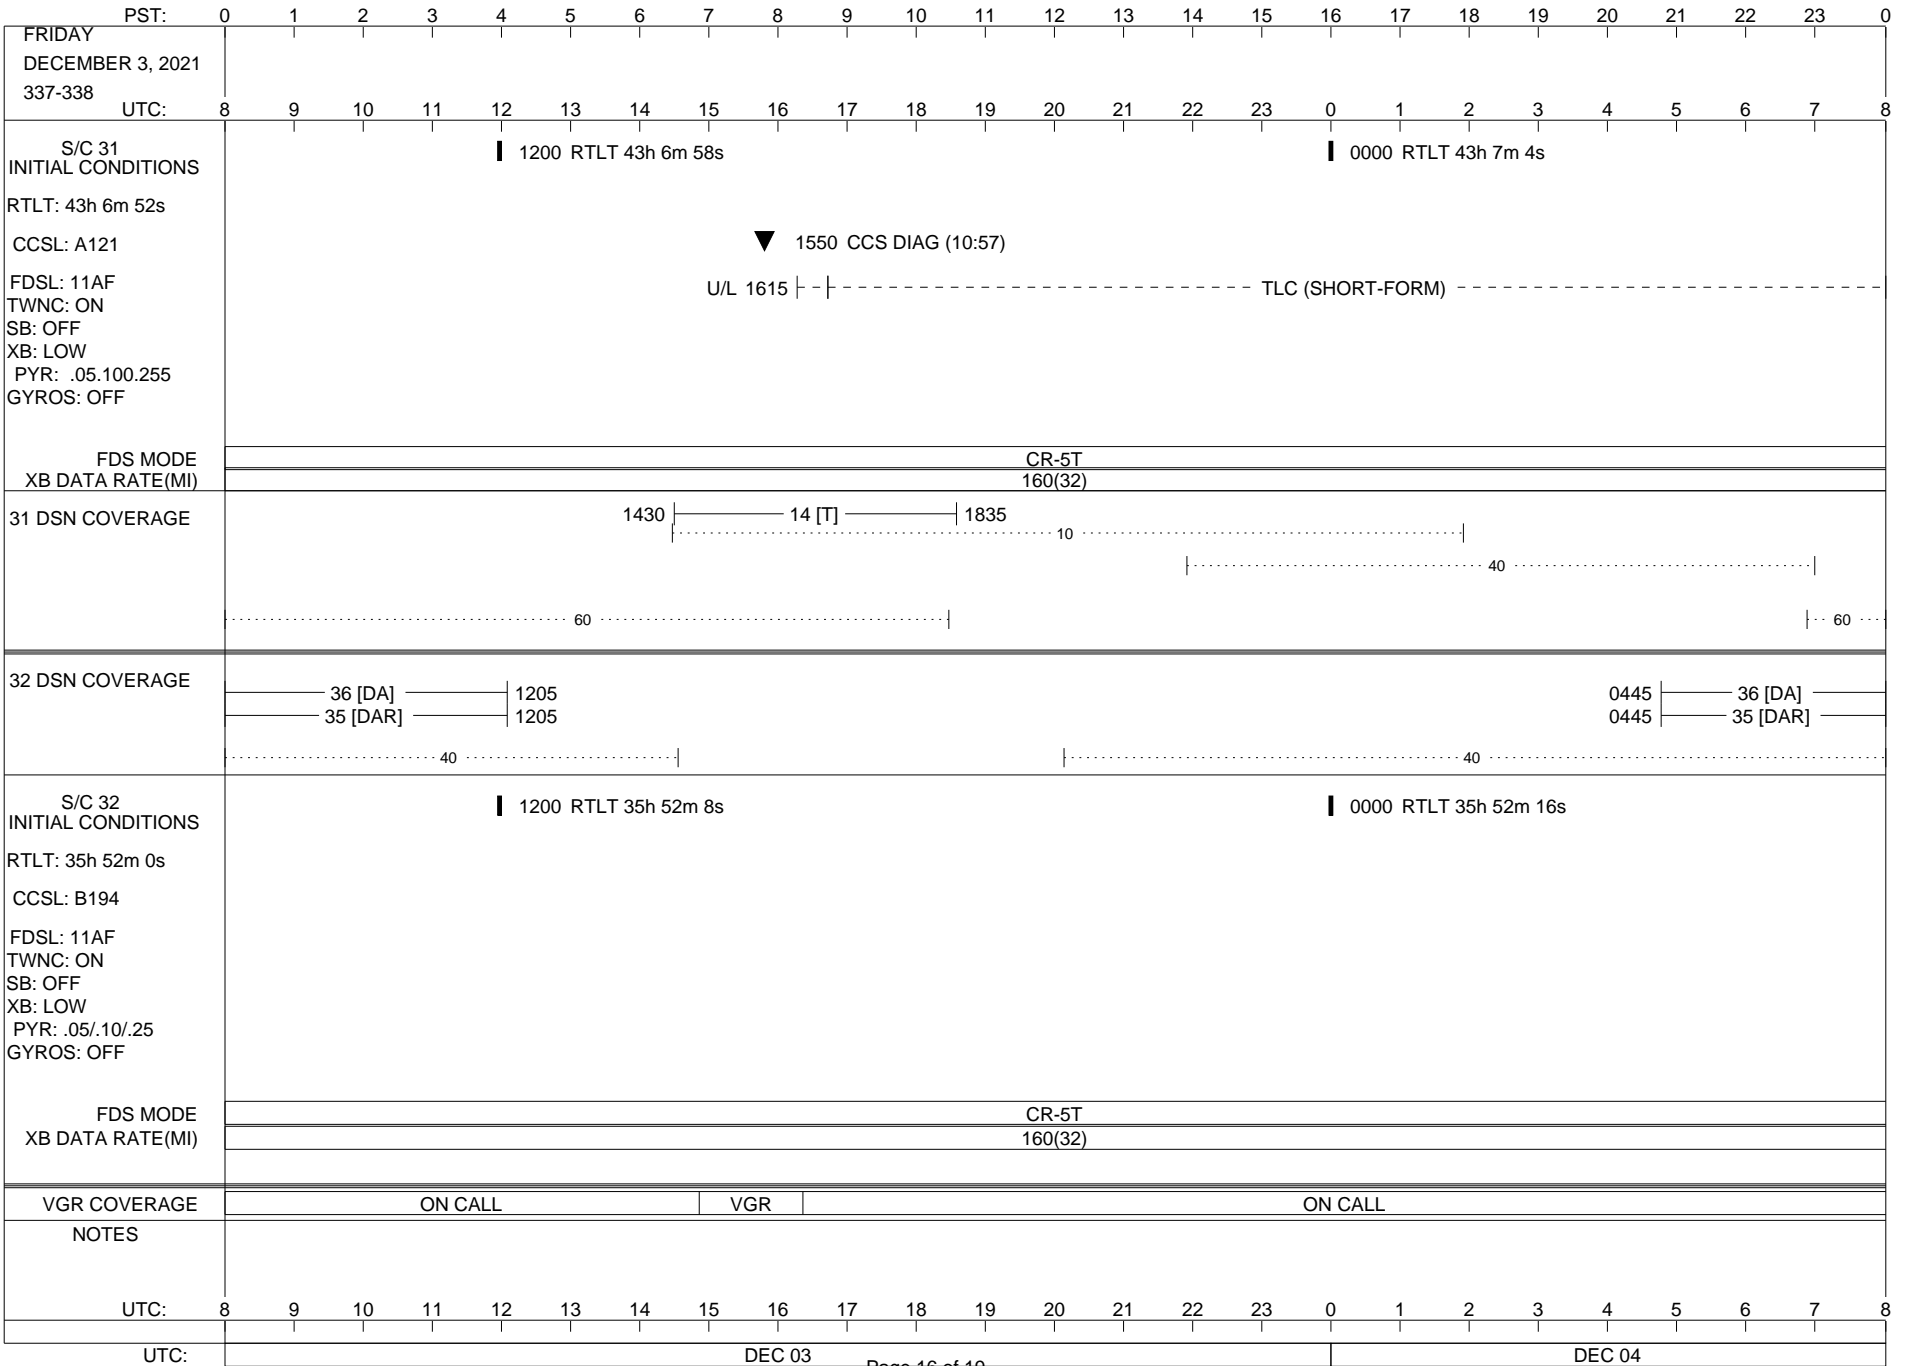 PST: 0 1 2 3 4 5 6 7 8 9 10 11 12 13 14 15 16 17 18 19 20 21 22 23 0
FRIDAY
DECEMBER 3, 2021
337-338
UTC: 8 9 10 11 12 13 14 15 16 17 18 19 20 21 22 23 0 1 2 3 4 5 6 7 8
S/C 31
INITIAL CONDITIONS
1200 RTLT 43h 6m 58s
0000 RTLT 43h 7m 4s
RTLT: 43h 6m 52s
CCSL: A121
1550 CCS DIAG (10:57)
FDSL: 11AF
U/L 1615
TLC (SHORT-FORM)
TWNC: ON
SB: OFF
XB: LOW
PYR: .05.100.255
GYROS: OFF
FDS MODE
CR-5T
XB DATA RATE(MI)
160(32)
31 DSN COVERAGE
1430 14 [T] 1835
10
40
60
60
32 DSN COVERAGE
36 [DA] 1205
0445 36 [DA]
35 [DAR] 1205
0445 35 [DAR]
40
40
S/C 32
INITIAL CONDITIONS
1200 RTLT 35h 52m 8s
0000 RTLT 35h 52m 16s
RTLT: 35h 52m 0s
CCSL: B194
FDSL: 11AF
TWNC: ON
SB: OFF
XB: LOW
PYR: .05/.10/.25
GYROS: OFF
FDS MODE
CR-5T
XB DATA RATE(MI)
160(32)
VGR COVERAGE
ON CALL
VGR
ON CALL
NOTES
UTC: 8 9 10 11 12 13 14 15 16 17 18 19 20 21 22 23 0 1 2 3 4 5 6 7 8
UTC: DEC 03 DEC 04
Page 16 of 19